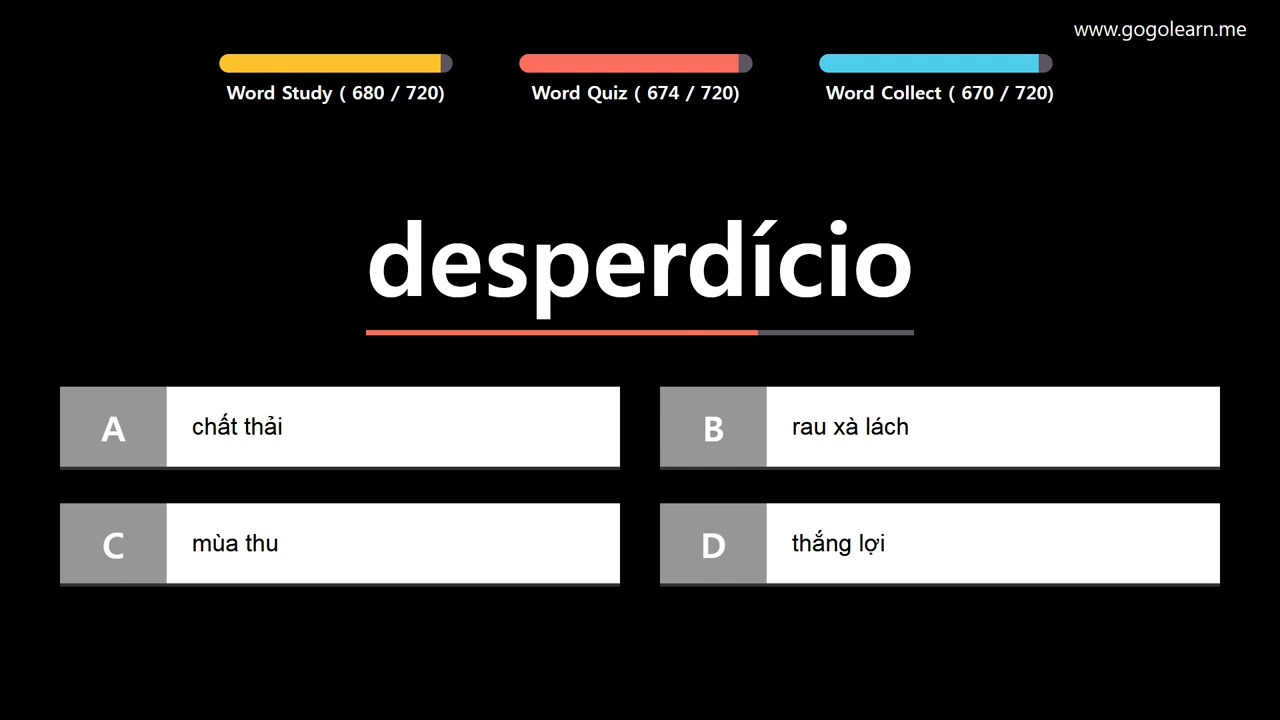 www.gogolearn.me
Word Study ( 680 / 720)
Word Quiz ( 674 / 720)
Word Collect ( 670 / 720)
desperdício
A
chất thải
B
rau xà lách
C
mùa thu
D
thắng lợi